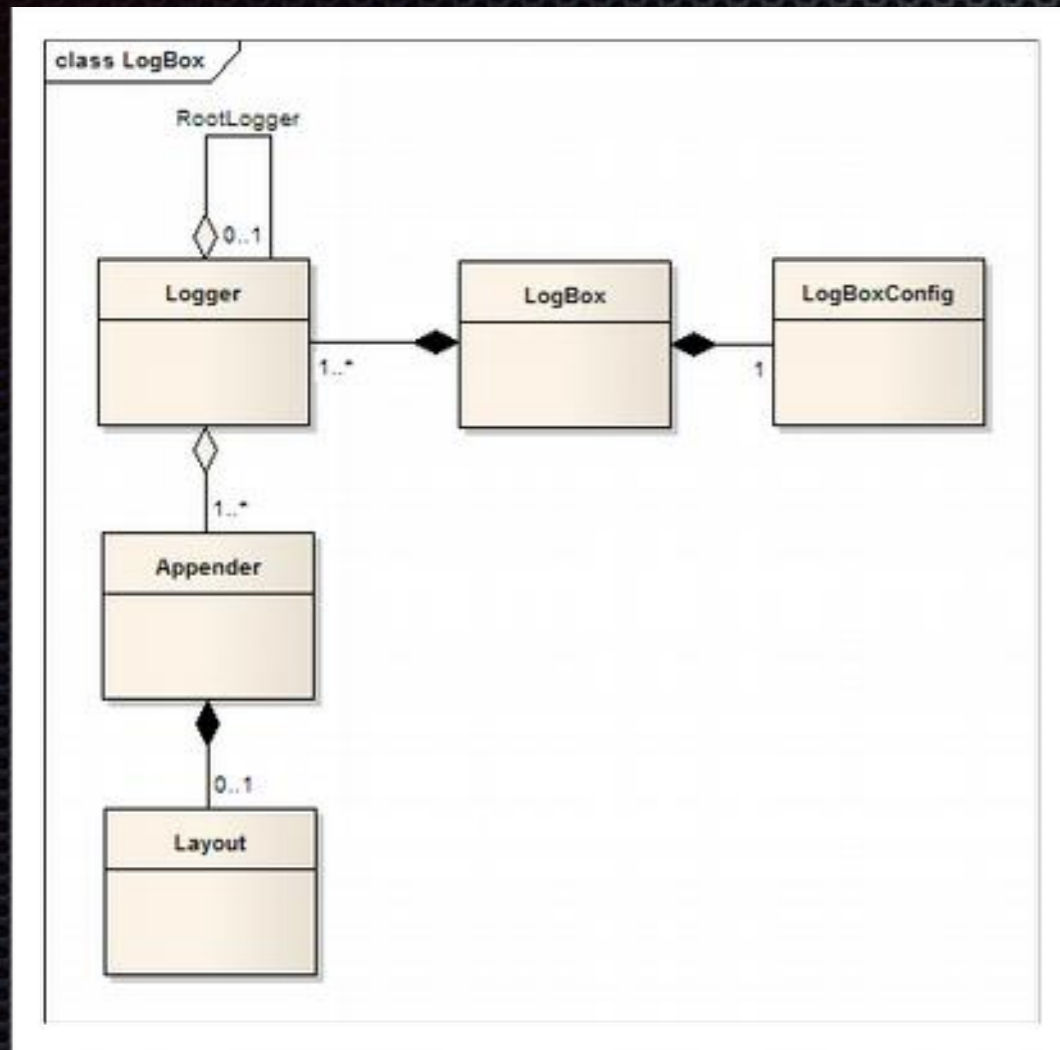 class LogBox
RootLogger
0..1
Logger
LogBox
LogBoxConfig
1..*
1
1..*
Appender
0..1
Layout